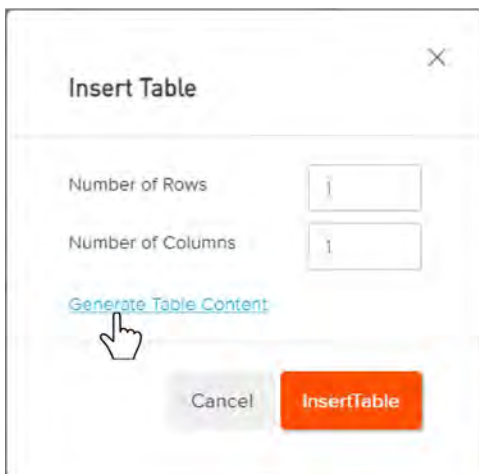 Insert Table
Number of Rows 1
Number of Columns 1
Generate Table Content
Cancel InsertTable